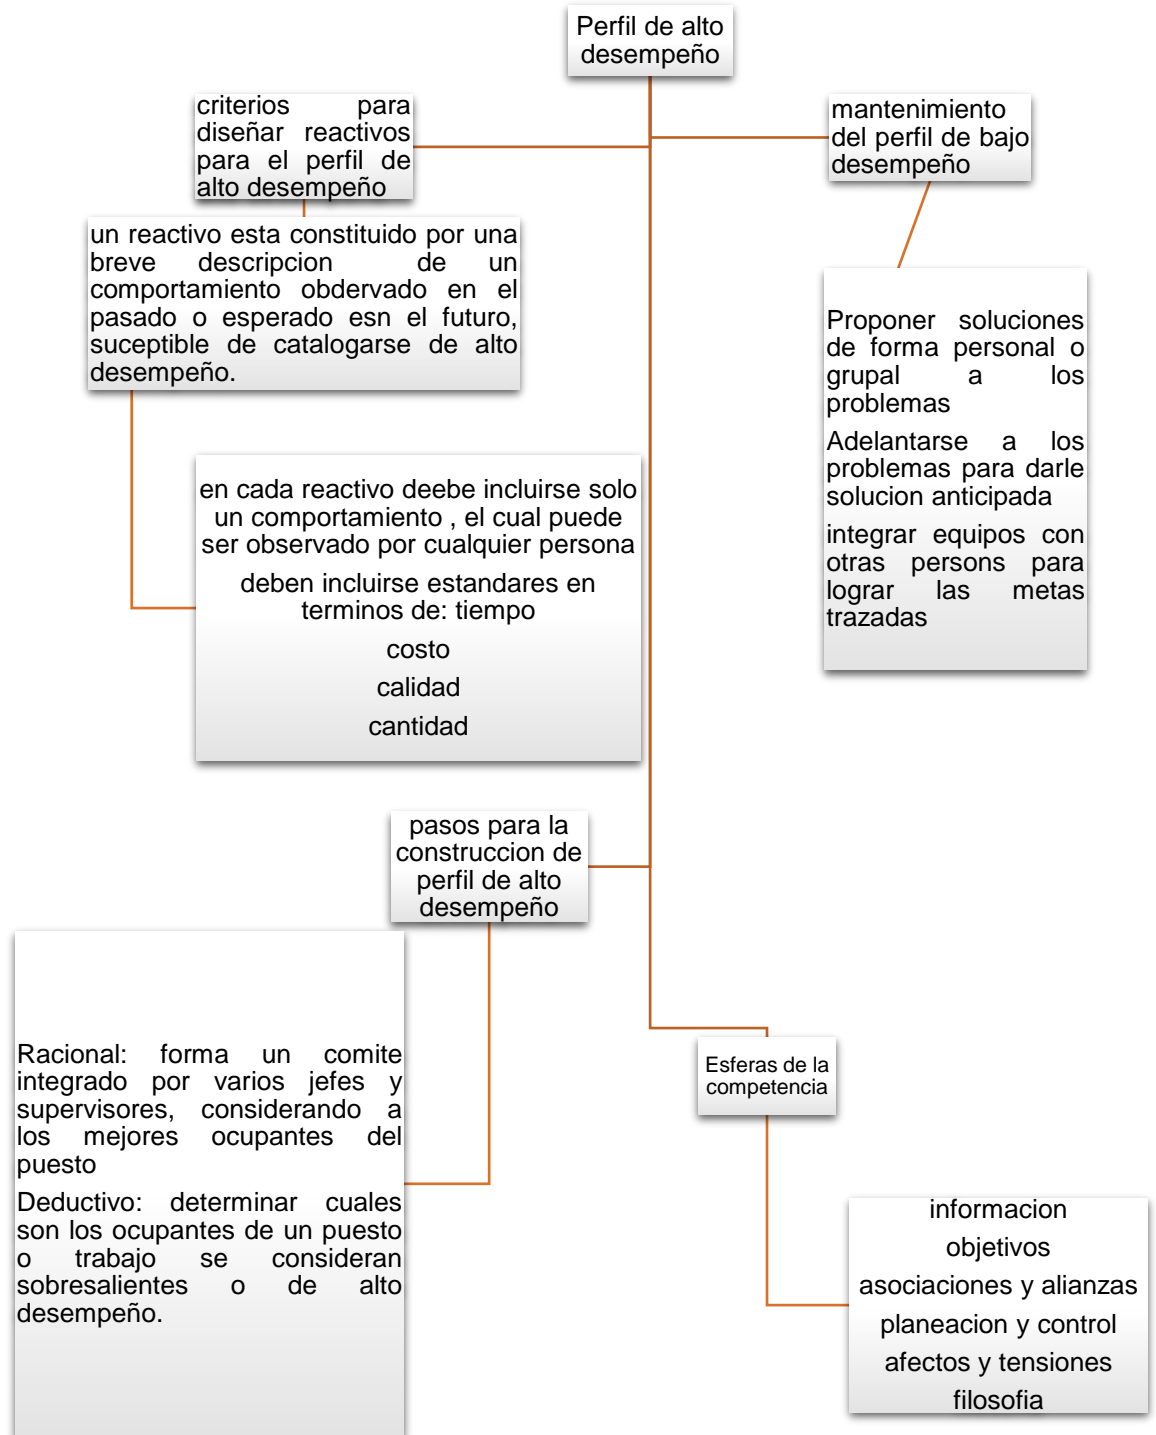 Perfil de alto
desempeño
criterios para
diseñar reactivos
para el perfil de
alto desempeño
mantenimiento
del perfil de bajo
desempeño
un reactivo esta constituido por una
breve descripcion de un
comportamiento obdervado en el
pasado o esperado esn el futuro,
suceptible de catalogarse de alto
desempeño.
Proponer soluciones
de forma personal o
grupal a los
problemas
Adelantarse a los
problemas para darle
solucion anticipada
integrar equipos con
otras persons para
lograr las metas
trazadas
en cada reactivo deebe incluirse solo
un comportamiento , el cual puede
ser observado por cualquier persona
deben incluirse estandares en
terminos de: tiempo
costo
calidad
cantidad
pasos para la
construccion de
perfil de alto
desempeño
Racional: forma un comite
integrado por varios jefes y
supervisores, considerando a
los mejores ocupantes del
puesto
Deductivo: determinar cuales
son los ocupantes de un puesto
o trabajo se consideran
sobresalientes o de alto
desempeño.
Esferas de la
competencia
informacion
objetivos
asociaciones y alianzas
planeacion y control
afectos y tensiones
filosofia